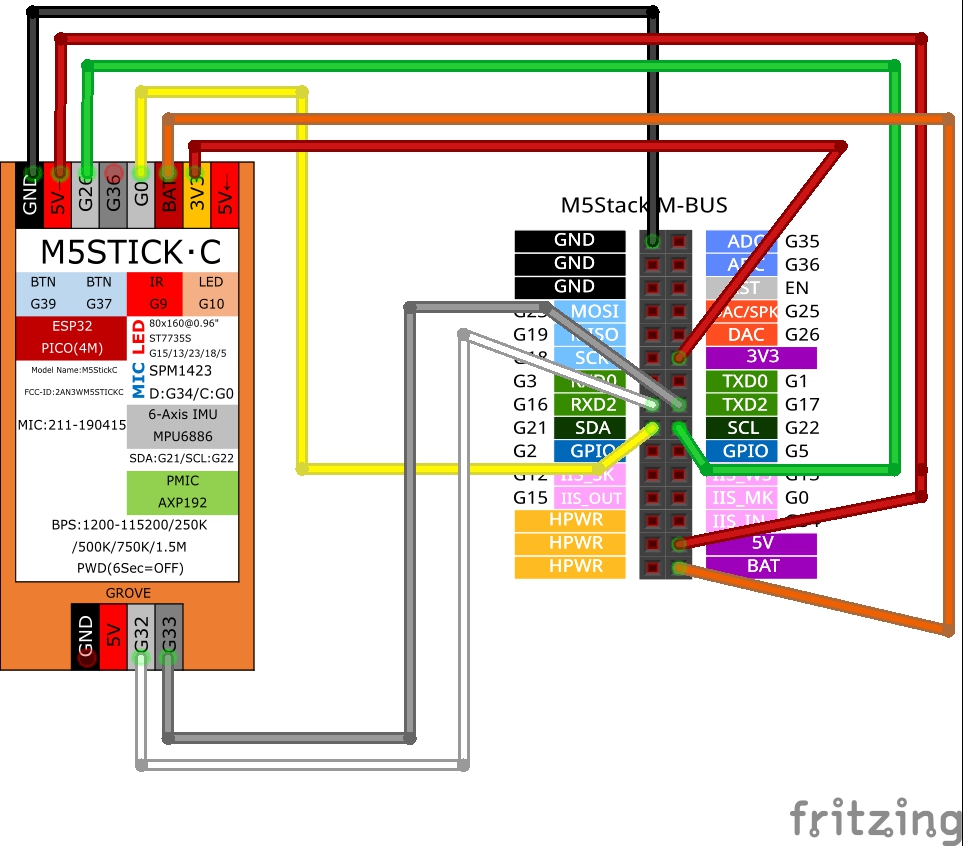 GND 5V→ G26 G36 G0 BAT 3V3 5V←
M5STICK·C
BTN BTN IR LED
G39 G37 G9 G10
ESP32
PICO(4M)
Model Name:M5StickC
FCC-ID:2AN3WM5STICKC
MIC:211-190415
LED
80x160@0.96"
ST7735S
G15/13/23/18/5
MIC
SPM1423
D:G34/C:G0
6-Axis IMU
MPU6886
SDA:G21/SCL:G22
PMIC
AXP192
BPS:1200-115200/250K
/500K/750K/1.5M
PWD(6Sec=OFF)
GROVE
GND 5V G32 G33
M5Stack M-BUS
GND ADC G35
GND ADC G36
GND RST EN
G23 MOSI DAC/SPK G25
G19 MISO DAC G26
G18 SCK 3V3
G3 RXD0 TXD0 G1
G16 RXD2 TXD2 G17
G21 SDA SCL G22
G2 GPIO GPIO G5
G12 IIS_SK IIS_WS G13
G15 IIS_OUT IIS_MK G0
HPWR IIS_IN
HPWR 5V
HPWR BAT
fritzing